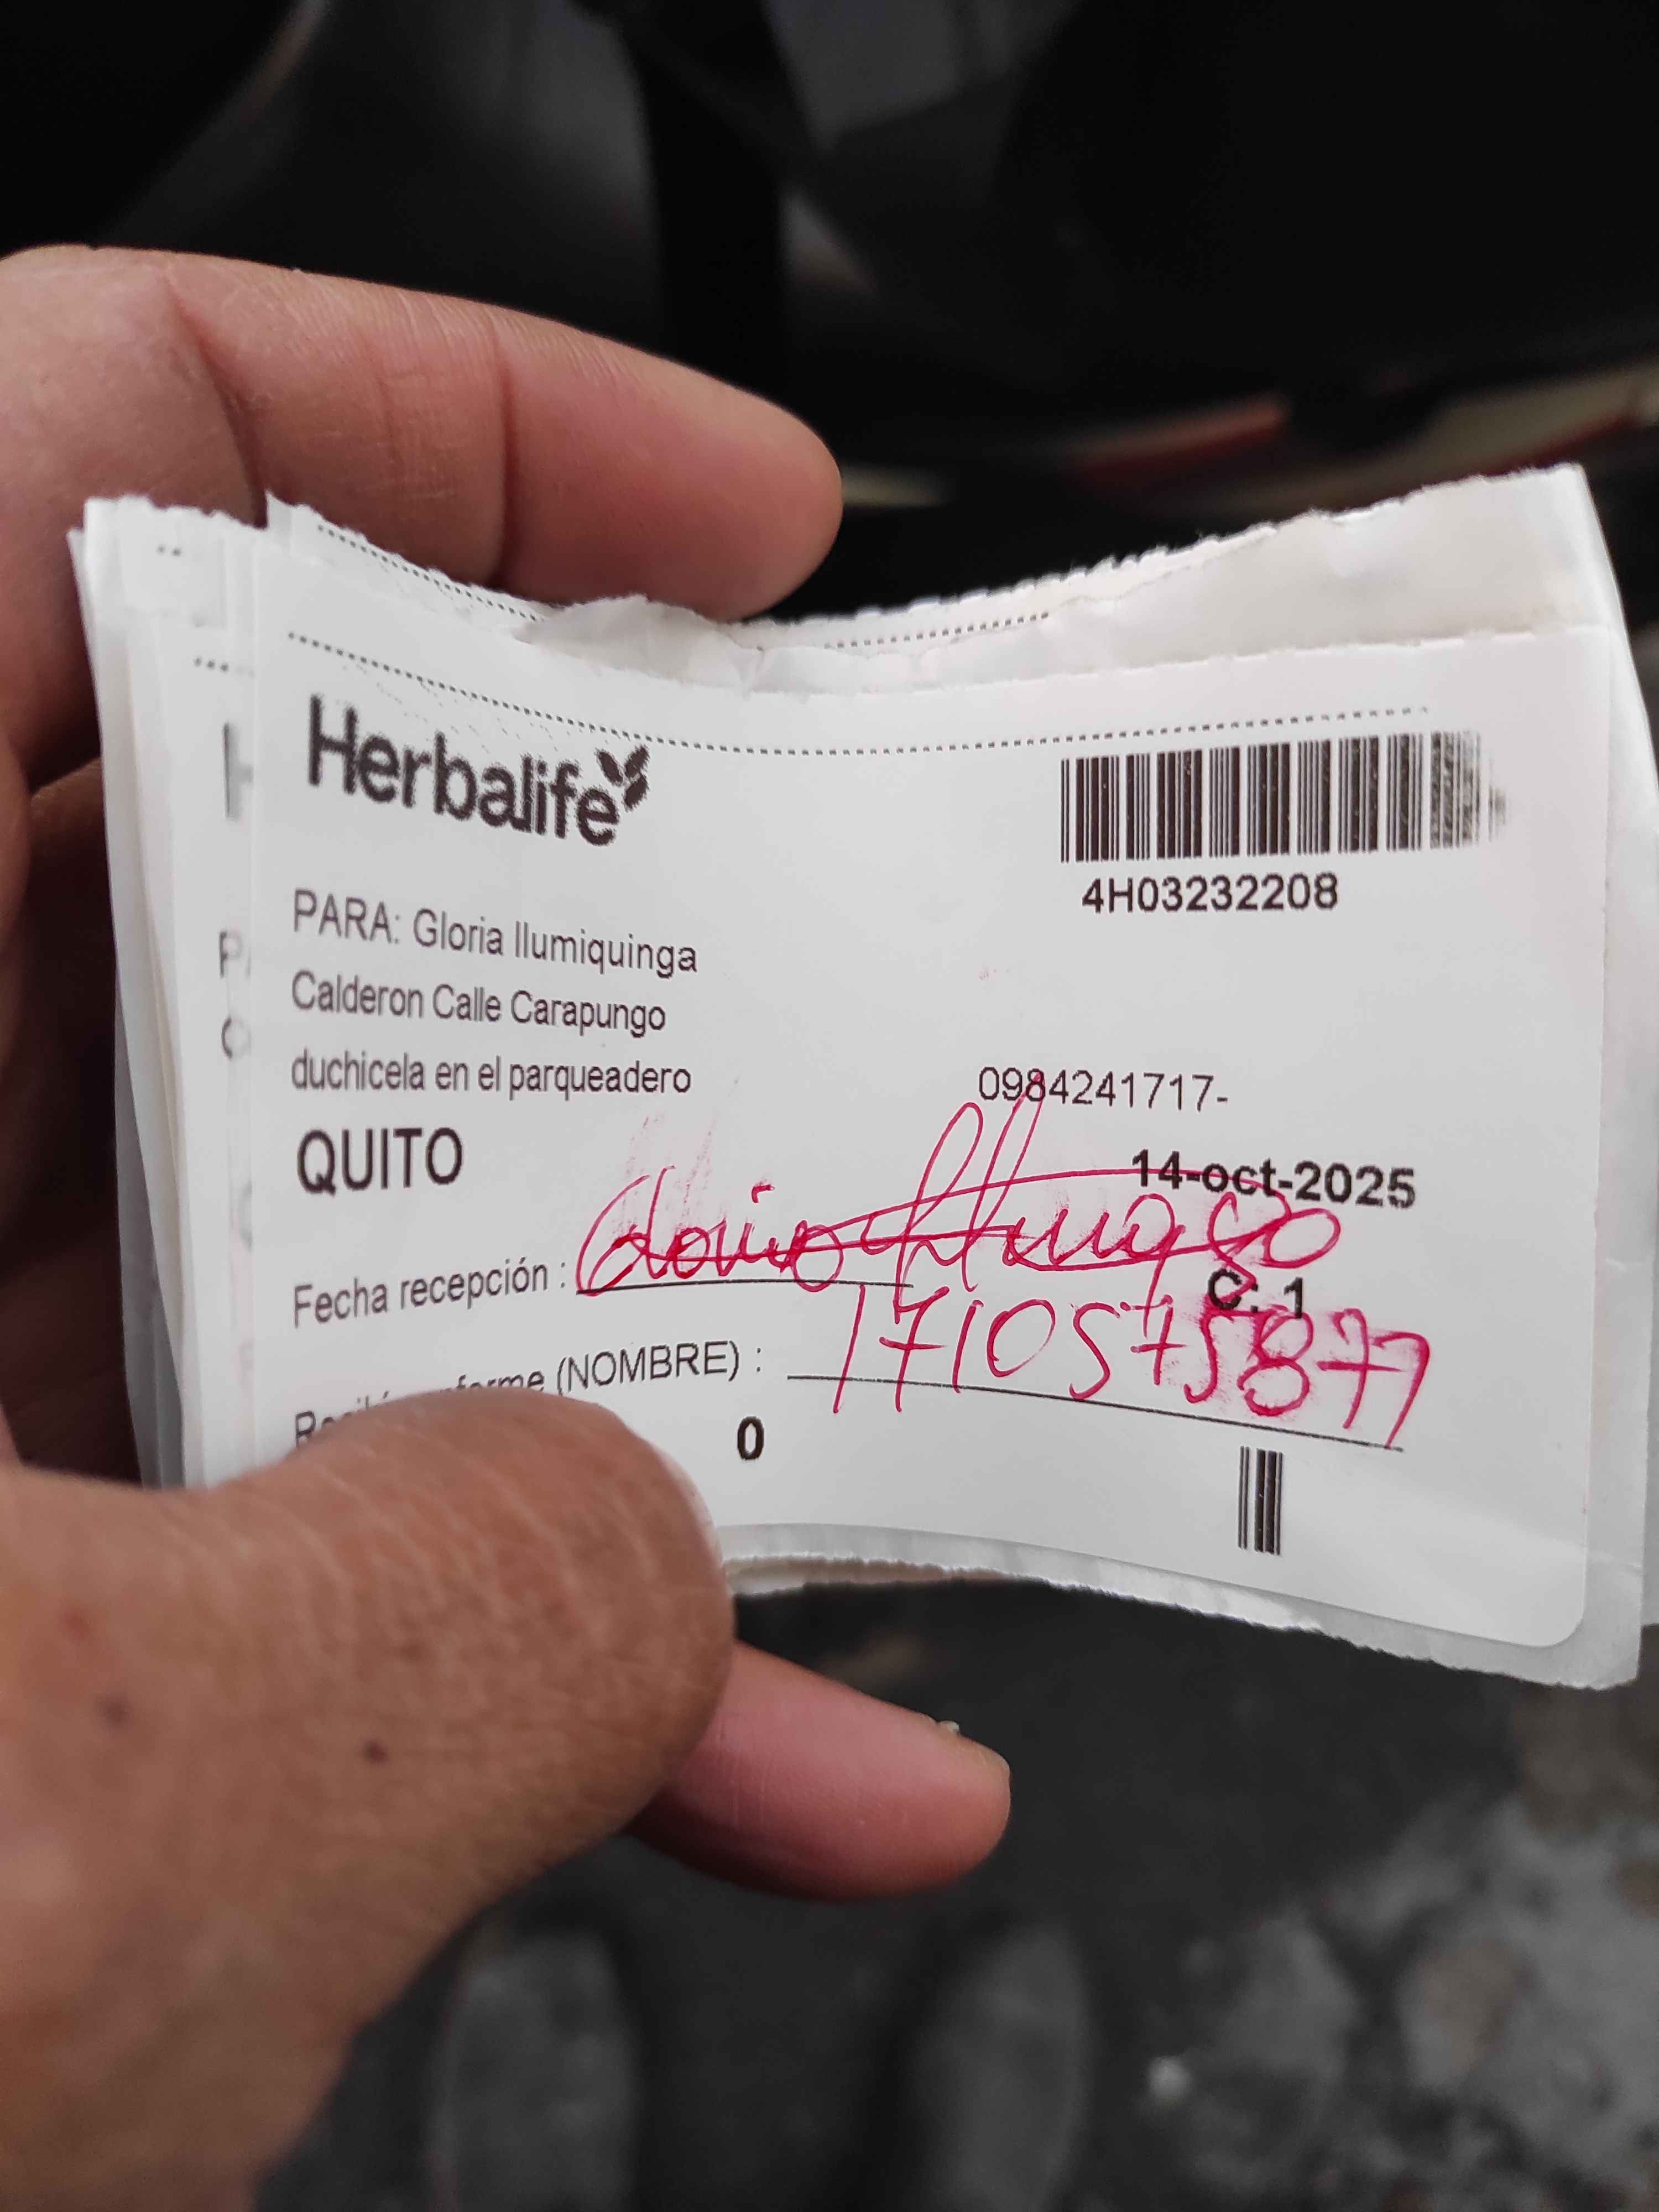 Herbalife
4H03232208
PARA: Gloria Ilumiquinga
Calderon Calle Carapungo
duchicela en el parqueadero
0984241717-
QUITO
14-oct-2025
Fecha recepción :
C: 1
(NOMBRE) :
1710575877
0